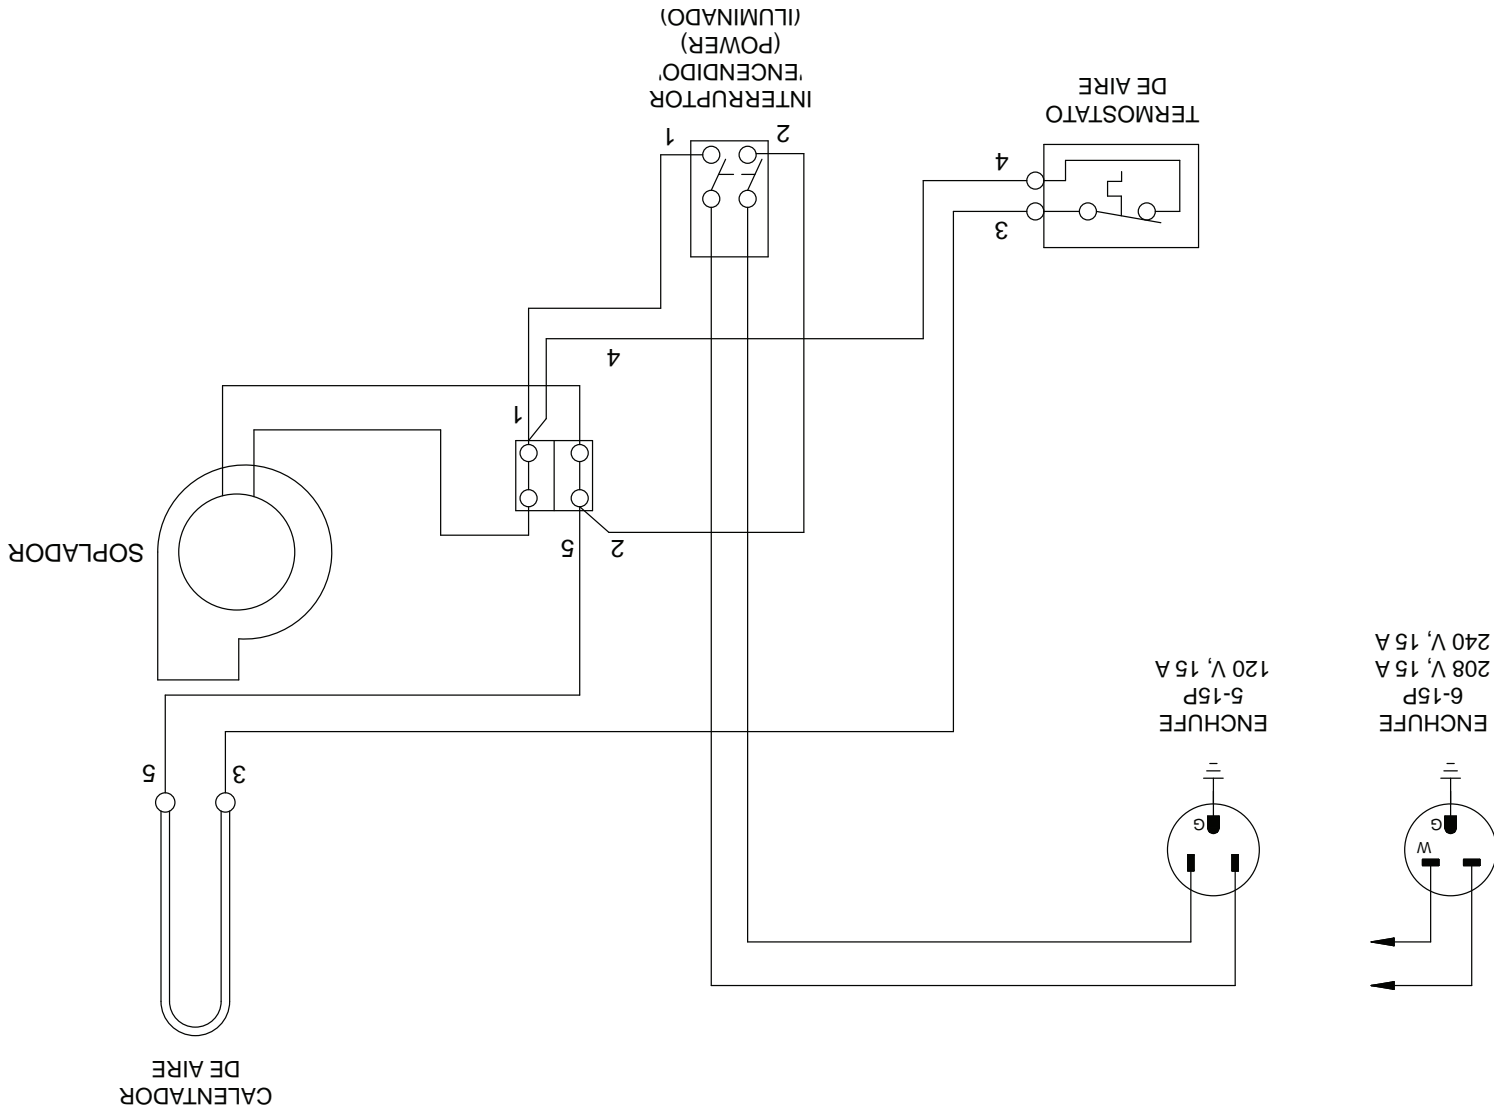 CALENTADOR
DE AIRE
W
G
G
3
5
ENCHUFE
6-15P
208 V, 15 A
240 V, 15 A
ENCHUFE
5-15P
120 V, 15 A
2
5
SOPLADOR
1
4
3
4
2
1
TERMOSTATO
DE AIRE
INTERRUPTOR
'ENCENDIDO'
(POWER)
(ILUMINADO)